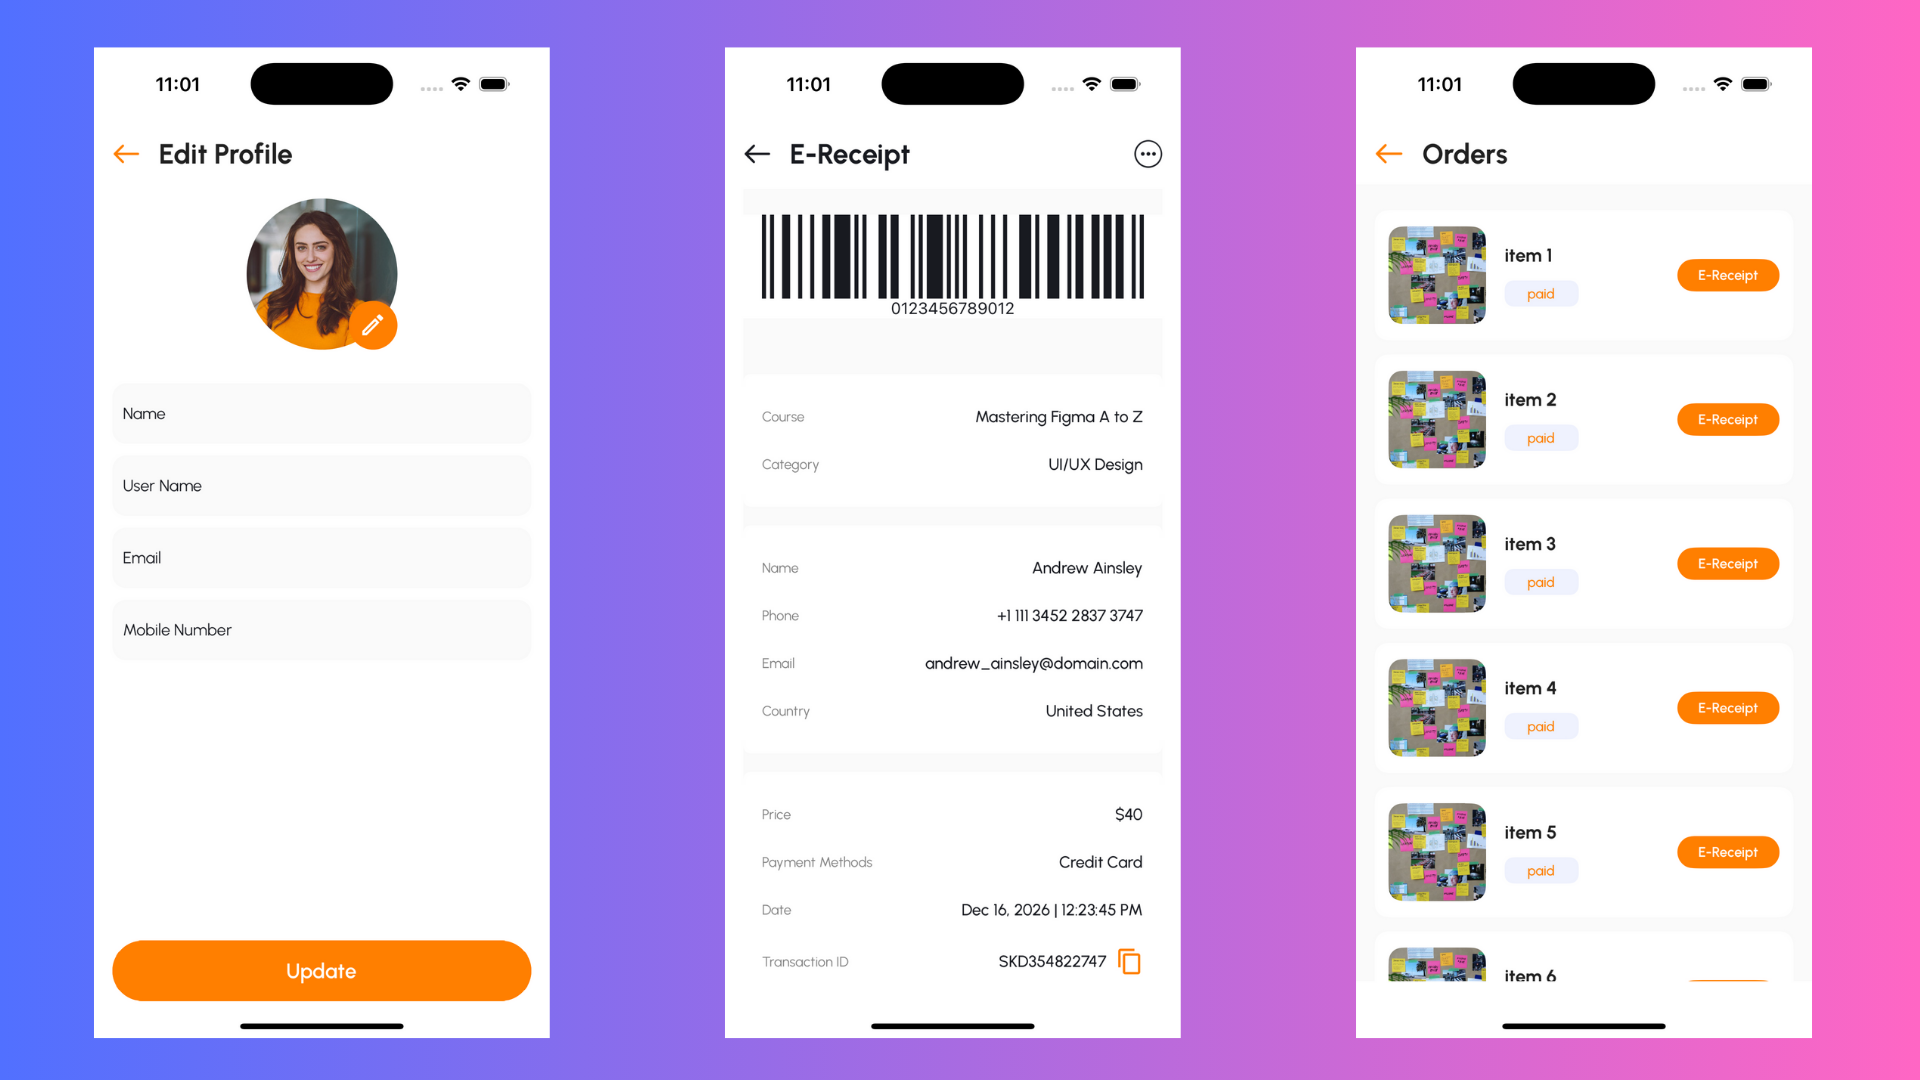 11:01
Edit Profile
Name
User Name
Email
Mobile Number
Update
11:01
E-Receipt
0123456789012
Course Mastering Figma A to Z
Category UI/UX Design
Name Andrew Ainsley
Phone +1 111 3452 2837 3747
Email andrew_ainsley@domain.com
Country United States
Price $40
Payment Methods Credit Card
Date Dec 16, 2026 | 12:23:45 PM
Transaction ID SKD354822747
11:01
Orders
item 1
paid
E-Receipt
item 2
paid
E-Receipt
item 3
paid
E-Receipt
item 4
paid
E-Receipt
item 5
paid
E-Receipt
item 6